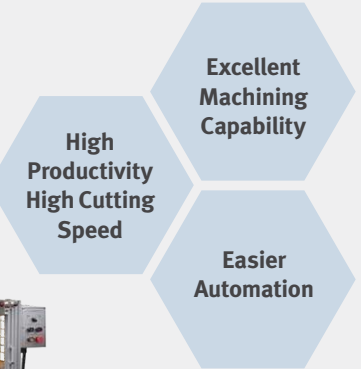 Excellent
Machining
Capability
High
Productivity
High Cutting
Speed
Easier
Automation